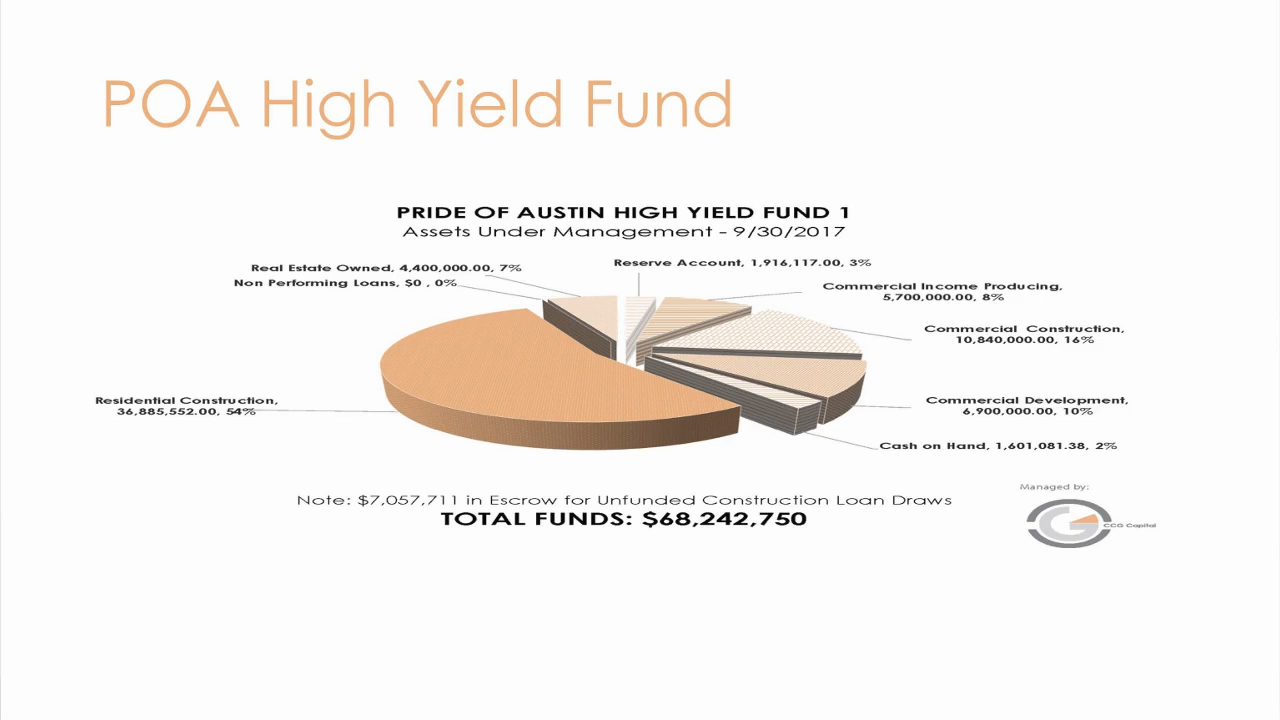 POA High Yield Fund
PRIDE OF AUSTIN HIGH YIELD FUND 1
Assets Under Management - 9/30/2017
Real Estate Owned, 4,400,000.00, 7%
Non Performing Loans, $0 , 0%
Reserve Account, 1,916,117.00, 3%
Commercial Income Producing,
5,700,000.00, 8%
Commercial Construction,
10,840,000.00, 16%
Residential Construction,
36,885,552.00, 54%
Commercial Development,
6,900,000.00, 10%
Cash on Hand, 1,601,081.38, 2%
Note: $7,057,711 in Escrow for Unfunded Construction Loan Draws
TOTAL FUNDS: $68,242,750
Managed by:
CCG Capital